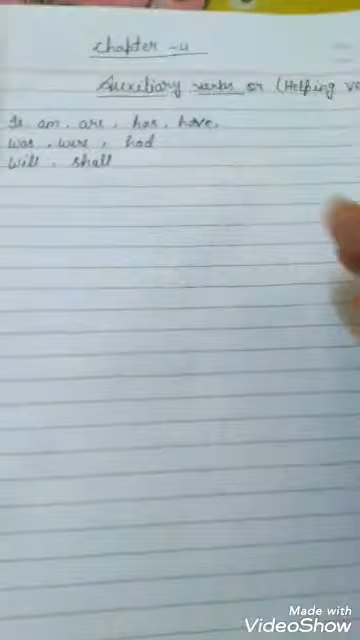 Chapter -4
Auxiliary verbs or (Helping ve
Is am, are, has, have,
was, were, had
will, shall
Made with
VideoShow